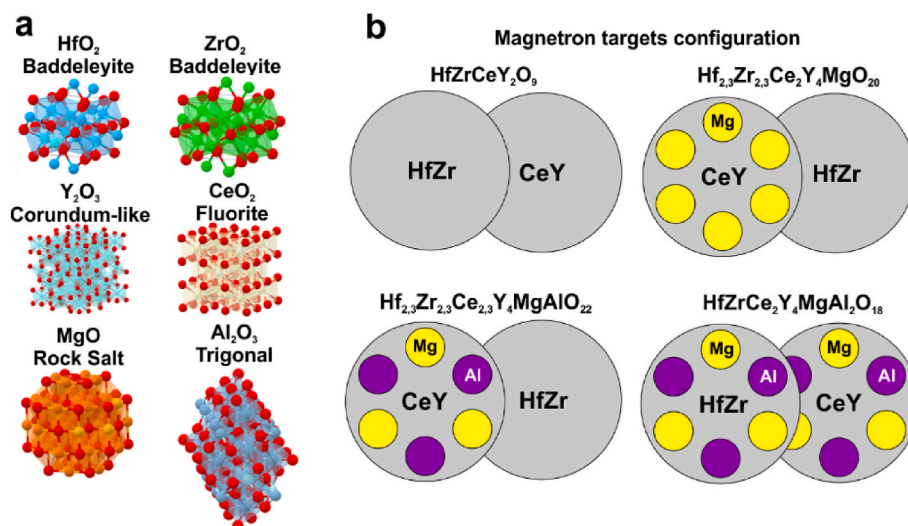 a
HfO₂
Baddeleyite
ZrO₂
Baddeleyite
Y₂O₃
Corundum-like
CeO₂
Fluorite
MgO
Rock Salt
Al₂O₃
Trigonal
b
Magnetron targets configuration
HfZrCeY₂O₉
HfZr
CeY
Hf₂,₃Zr₂,₃Ce₂Y₄MgO₂₀
Mg
CeY
HfZr
Hf₂,₃Zr₂,₃Ce₂,₃Y₄MgAlO₂₂
Mg
Al
CeY
HfZr
HfZrCe₂Y₄MgAl₂O₁₈
Mg
Al
HfZr
Mg
Al
CeY